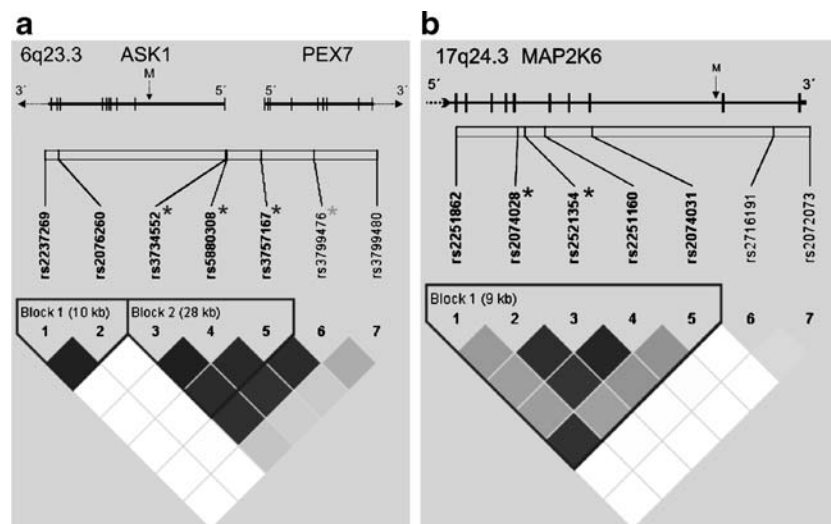 a
6q23.3 ASK1 PEX7
M
3´ 5´ 5´ 3´
rs2237269
rs2076260
rs3734552*
rs5880308*
rs3757167*
rs3799476*
rs3799480
Block 1 (10 kb) Block 2 (28 kb)
1 2 3 4 5 6 7
b
17q24.3 MAP2K6
M
5´ 3´
rs2251862
rs2074028*
rs2521354*
rs2251160
rs2074031
rs2716191
rs2072073
Block 1 (9 kb)
1 2 3 4 5 6 7